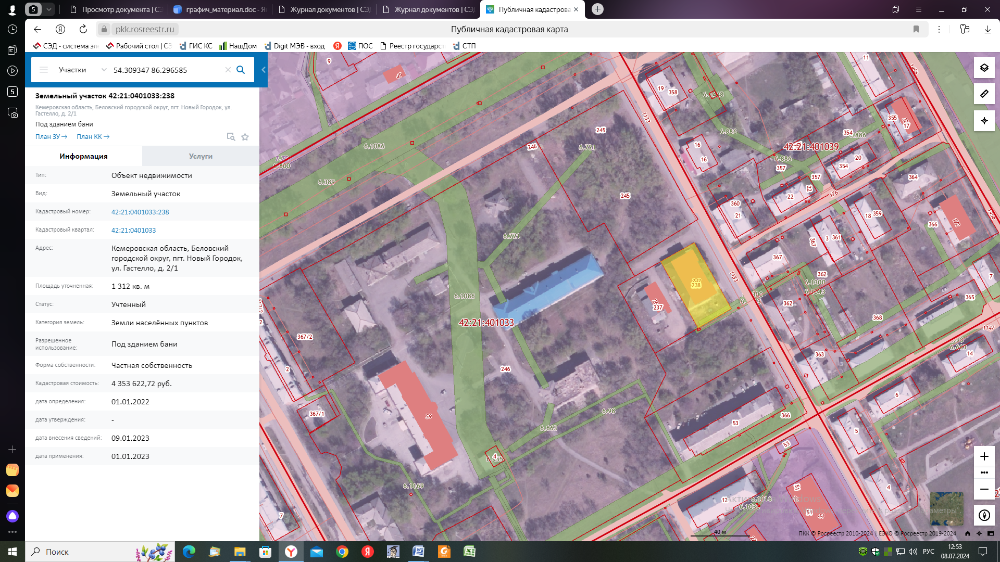 5
Просмотр документа | СЭ
графич_материал.doc - Ян
Журнал документов | СЭД
Журнал документов | СЭД
Публичная кадастрова
pkk.rosreestr.ru
Публичная кадастровая карта
СЭД - система эле
Рабочий стол | СЭ
ГИС КС
НашДом
Digit МЭВ - вход
ПОС
Реестр государст
СТП
Участки
54.309347 86.296585
Земельный участок 42:21:0401033:238
Кемеровская область, Беловский городской округ, пгт. Новый Городок, ул.
Гастелло, д. 2/1
Под зданием бани
План ЗУ →
План КК →
Информация
Услуги
Тип:
Объект недвижимости
Вид:
Земельный участок
Кадастровый номер:
42:21:0401033:238
Кадастровый квартал:
42:21:0401033
Адрес:
Кемеровская область, Беловский
городской округ, пгт. Новый Городок,
ул. Гастелло, д. 2/1
Площадь уточненная:
1 312 кв. м
Статус:
Учтенный
Категория земель:
Земли населённых пунктов
Разрешенное
использование:
Под зданием бани
Форма собственности:
Частная собственность
Кадастровая стоимость:
4 353 622,72 руб.
дата определения:
01.01.2022
дата утверждения:
-
дата внесения сведений:
09.01.2023
дата применения:
01.01.2023
9
49
11
1456
19
358
6.1448
1133
245
246
6.721
6.1086
6.389
6.886
42:21:401039
354
6.886
355
17
16
16
6.886
357
20
354
357
364
22
22
176
245
360
21
18
359
366
172
1456
6.721
367
3
361
367
362
1133
238
237
6.1086
42:21:401033
6.1300
6.1043
7
365
362
368
1147
367/2
2
246
363
6.663
14
367/1
59
6.98
6.663
53
366
6
5
53
4
6.1169
12
6.1016
51
51
44
4
7
40 м
ПКК © Росреестр 2010-2024 | ЕЭКО © Росреестр 2019-2024
Поиск
РУС
12:53
08.07.2024